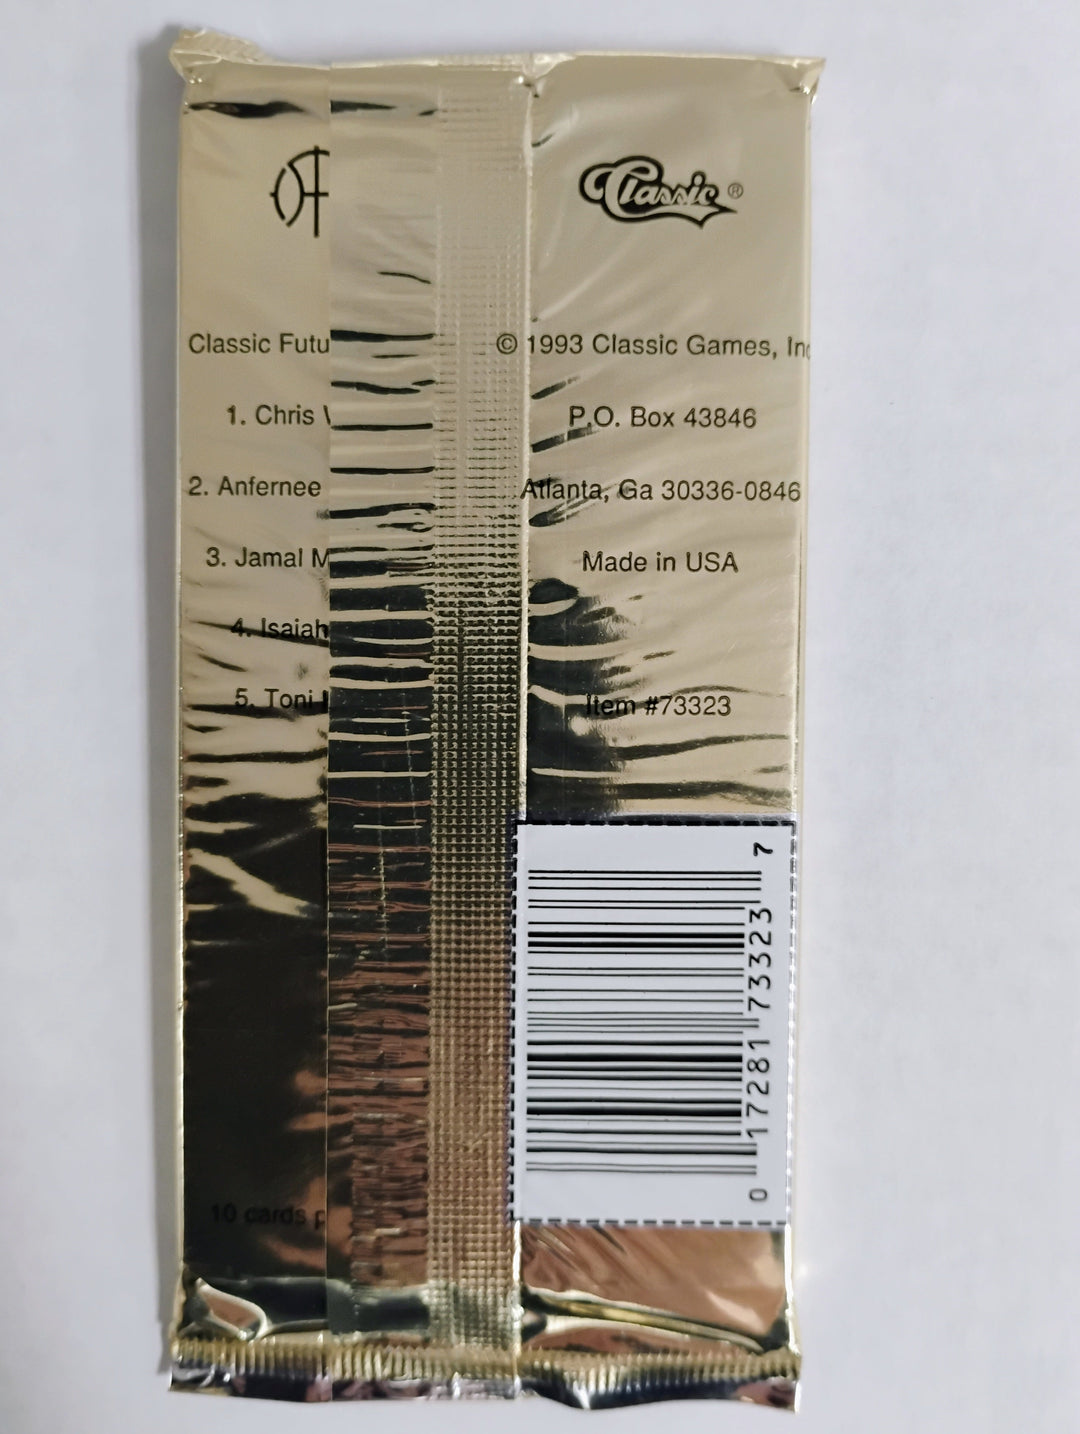 Classic ®
Classic Futu
1. Chris
2. Anfernee
3. Jamal M
4. Isaiah
5. Toni
10 cards p
© 1993 Classic Games, Inc
P.O. Box 43846
Atlanta, Ga 30336-0846
Made in USA
Item #73323
0 17281 73323 7